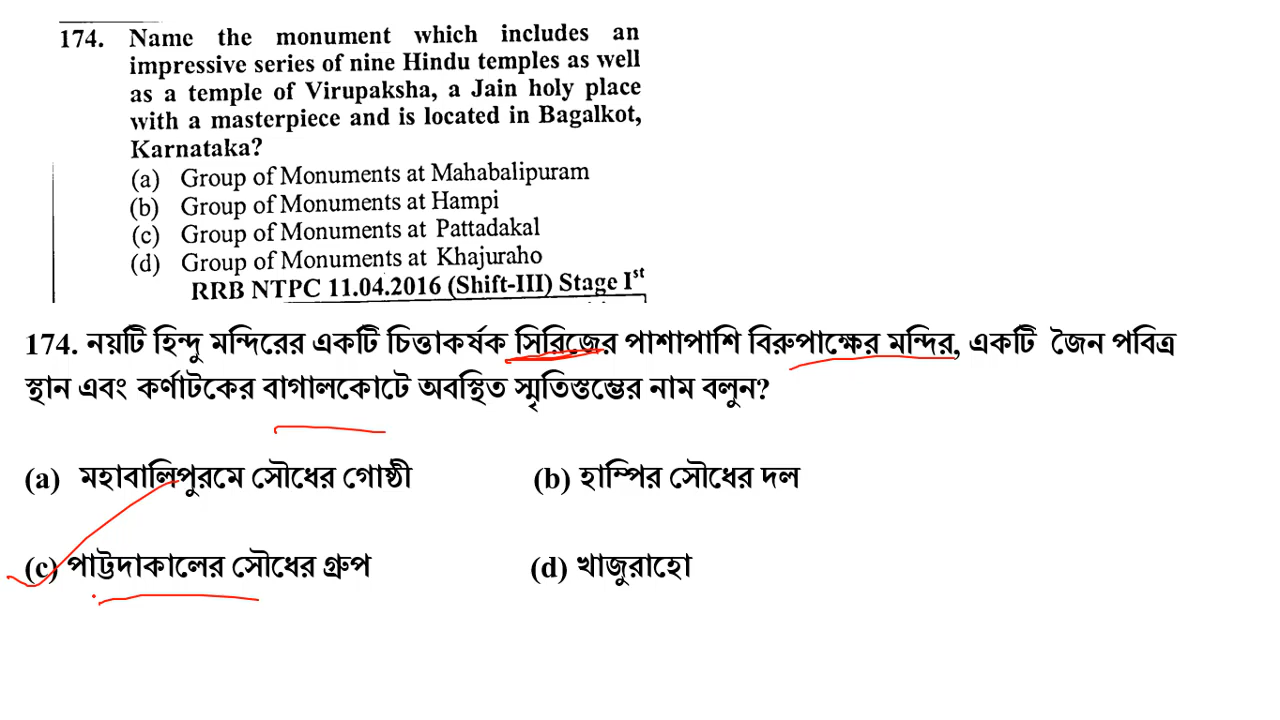 174. Name the monument which includes an
impressive series of nine Hindu temples as well
as a temple of Virupaksha, a Jain holy place
with a masterpiece and is located in Bagalkot,
Karnataka?
(a) Group of Monuments at Mahabalipuram
(b) Group of Monuments at Hampi
(c) Group of Monuments at Pattadakal
(d) Group of Monuments at Khajuraho
RRB NTPC 11.04.2016 (Shift-III) Stage Ist
174. নয়টি হিন্দু মন্দিরের একটি চিত্তাকর্ষক সিরিজের পাশাপাশি বিরুপাক্ষের মন্দির, একটি জৈন পবিত্র
স্থান এবং কর্ণাটকের বাগালকোটে অবস্থিত স্মৃতিস্তম্ভের নাম বলুন?
(a) মহাবালিপুরমে সৌধের গোষ্ঠী (b) হাম্পির সৌধের দল
(c) পাট্টদাকালের সৌধের গ্রুপ (d) খাজুরাহো